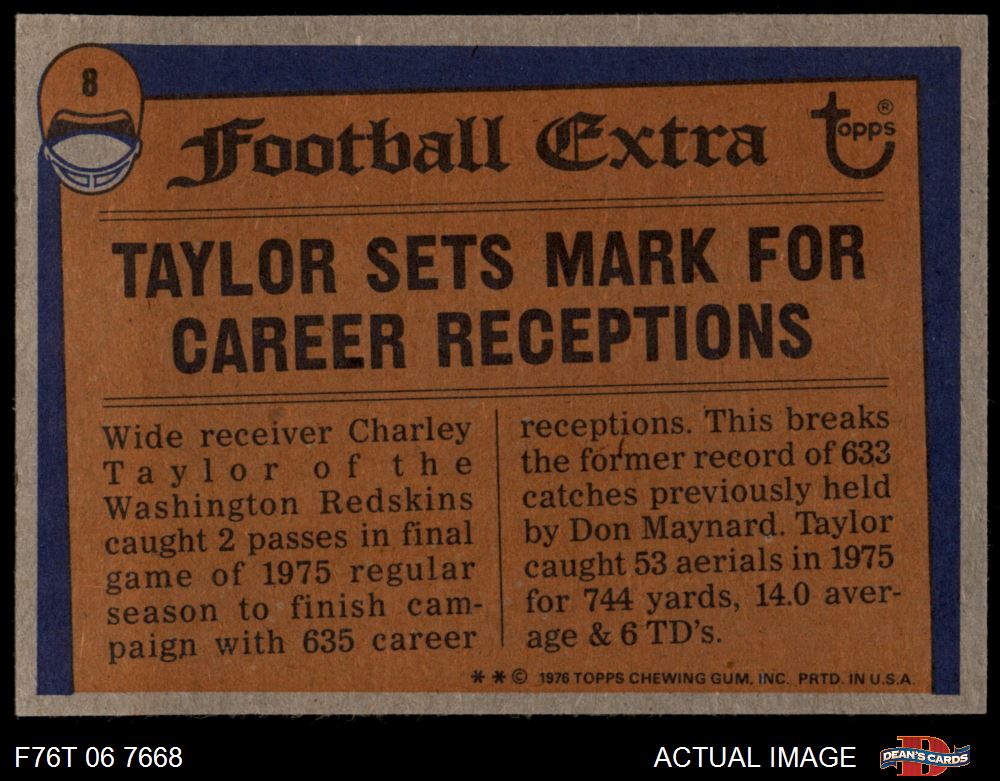 8
Football Extra
Topps ®
TAYLOR SETS MARK FOR
CAREER RECEPTIONS
Wide receiver Charley
Taylor of the
Washington Redskins
caught 2 passes in final
game of 1975 regular
season to finish cam-
paign with 635 career
receptions. This breaks
the former record of 633
catches previously held
by Don Maynard. Taylor
caught 53 aerials in 1975
for 744 yards, 14.0 aver-
age & 6 TD's.
* * © 1976 TOPPS CHEWING GUM, INC. PRTD. IN U.S.A.
F76T 06 7668
ACTUAL IMAGE
DEAN'S CARDS